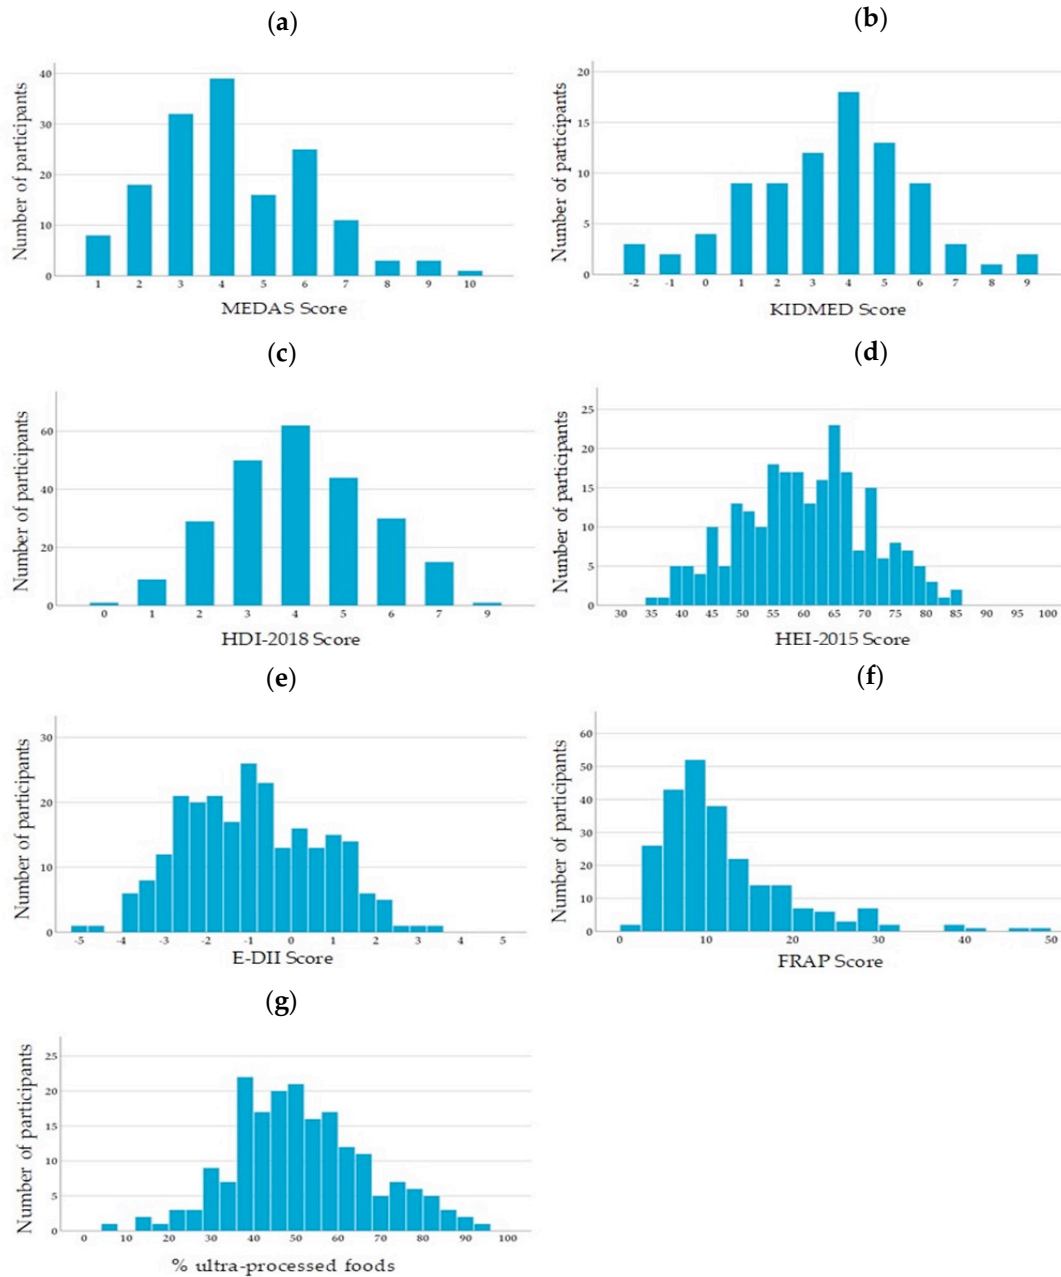 (a)
Number of participants
40
30
20
10
0
1 2 3 4 5 6 7 8 9 10
MEDAS Score
(b)
Number of participants
20
15
10
5
0
-2 -1 0 1 2 3 4 5 6 7 8 9
KIDMED Score
(c)
Number of participants
60
40
20
0
0 1 2 3 4 5 6 7 9
HDI-2018 Score
(d)
Number of participants
25
20
15
10
5
0
30 35 40 45 50 55 60 65 70 75 80 85 90 95 100
HEI-2015 Score
(e)
Number of participants
30
20
10
0
-5 -4 -3 -2 -1 0 1 2 3 4 5
E-DII Score
(f)
Number of participants
60
50
40
30
20
10
0
0 10 20 30 40 50
FRAP Score
(g)
Number of participants
25
20
15
10
5
0
0 10 20 30 40 50 60 70 80 90 100
% ultra-processed foods